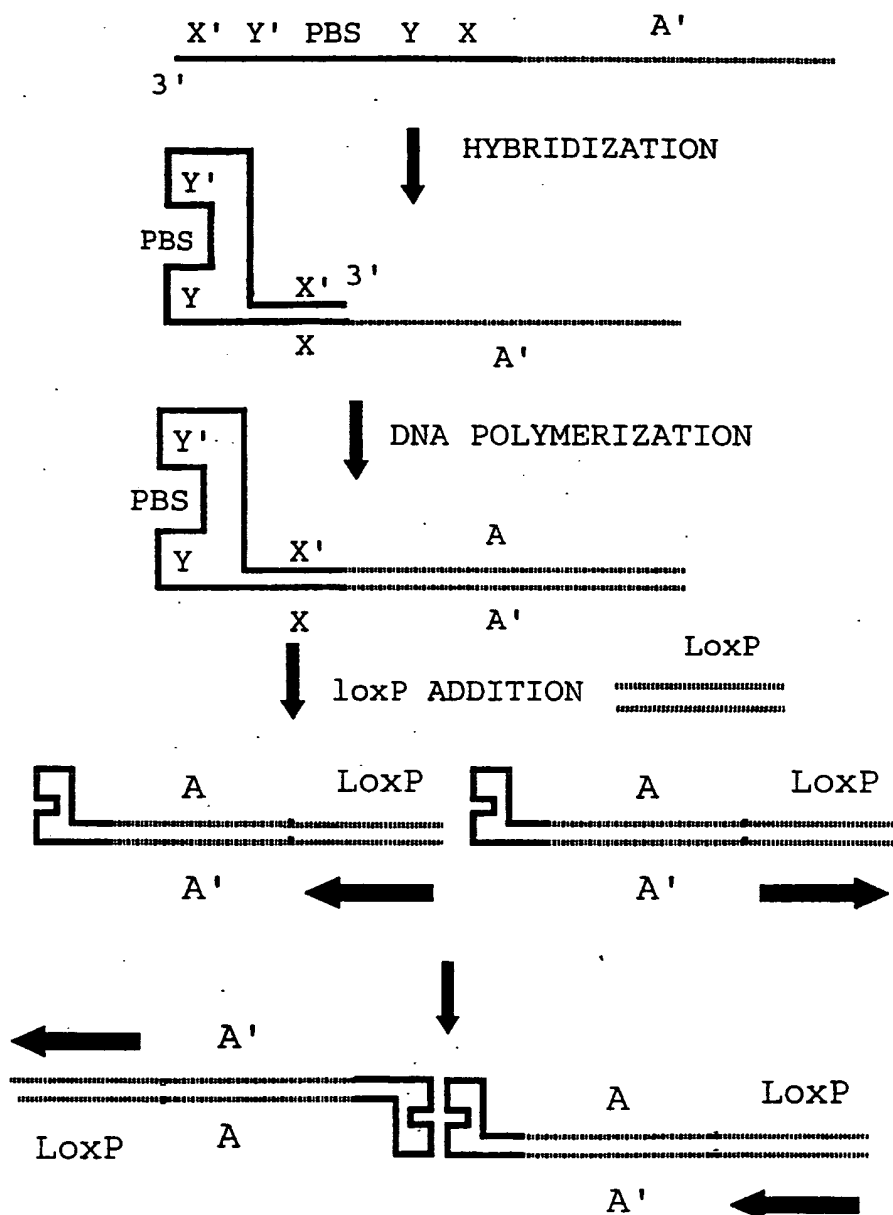 X' Y' PBS Y X A'
3'
HYBRIDIZATION
Y'
PBS
Y X' 3'
X A'
DNA POLYMERIZATION
Y'
PBS
Y X' A
X A'
LoxP
loxP ADDITION
A LoxP A LoxP
A' A'
A'
A LoxP
LoxP A
A'